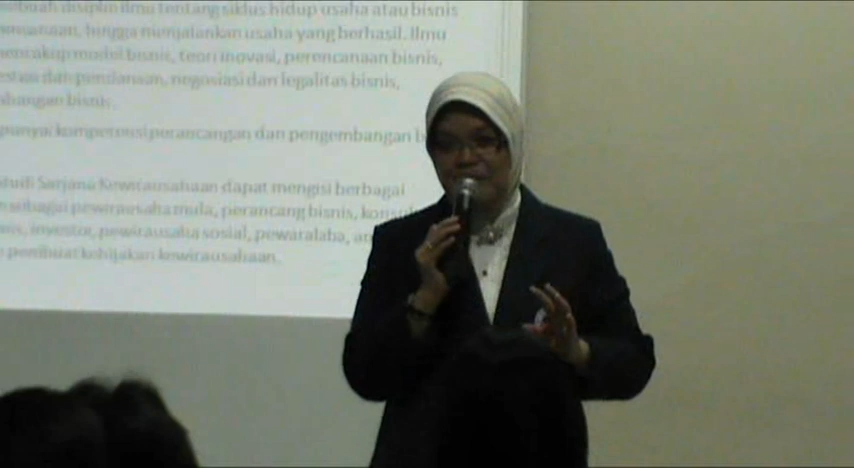 sebuah disiplin ilmu tentang siklus hidup usaha atau bisnis
hingga menjalankan usaha yang berhasil. Ilmu
mencakup model bisnis, teori inovasi, perencanaan bisnis,
dan pendanaan, negosiasi dan legalitas bisnis,
bisnis.
kompetensi perancangan dan pengembangan
Studi Sarjana Kewirausahaan dapat mengisi berbagai
sebagai pewirausaha mula, perancang bisnis,
investor, pewirausaha sosial, pewaralaba,
pembuat kebijakan kewirausahaan.